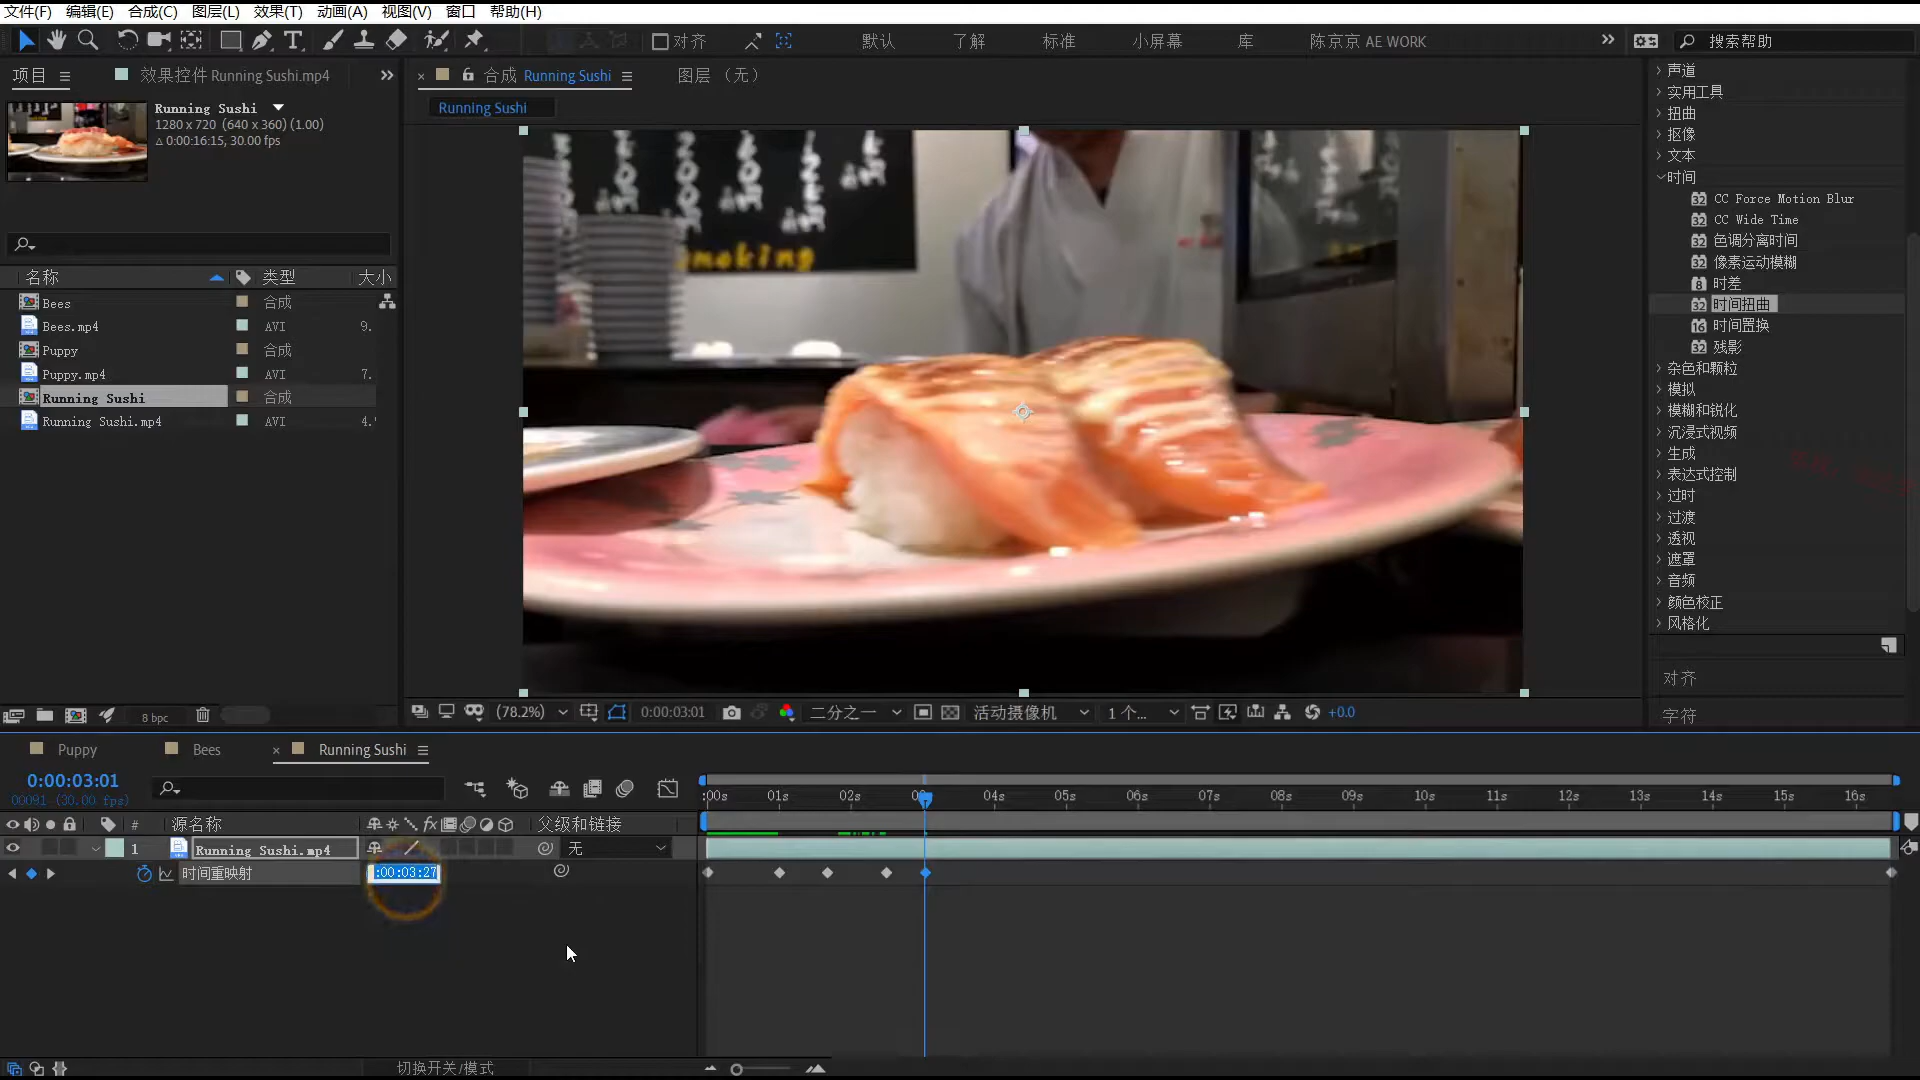 文件(F) 编辑(E) 合成(C) 图层(L) 效果(T) 动画(A) 视图(V) 窗口 帮助(H)
对齐 默认 了解 标准 小屏幕 库 陈京京 AE WORK 搜索帮助
项目 效果控件 Running Sushi.mp4
合成 Running Sushi 图层 （无）
Running Sushi
1280 x 720 (640 x 360) (1.00)
△ 0:00:16:15, 30.00 fps
名称 类型 大小
Bees 合成
Bees.mp4 AVI 9.
Puppy 合成
Puppy.mp4 AVI 7.
Running Sushi 合成
Running Sushi.mp4 AVI 4.
8 bpc
Running Sushi
smoking
(78.2%) 0:00:03:01 二分之一 活动摄像机 1 个... +0.0
声道
实用工具
扭曲
抠像
文本
时间
CC Force Motion Blur
CC Wide Time
色调分离时间
像素运动模糊
时差
时间扭曲
时间置换
残影
杂色和颗粒
模拟
模糊和锐化
沉浸式视频
生成
表达式控制
过时
过渡
透视
遮罩
音频
颜色校正
风格化
对齐
字符
Puppy Bees Running Sushi
0:00:03:01
00091 (30.00 fps)
:00s 01s 02s 04s 05s 06s 07s 08s 09s 10s 11s 12s 13s 14s 15s 16s
# 源名称 父级和链接
1 Running Sushi.mp4 无
时间重映射 :00:03:27
切换开关/模式